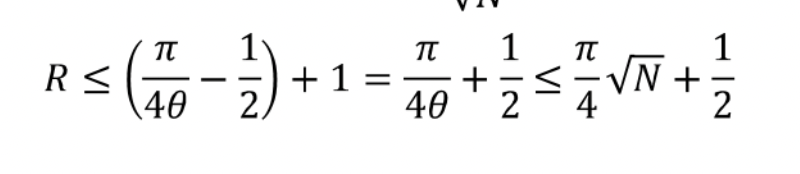 R ≤ (π/4θ − 1/2) + 1 = π/4θ + 1/2 ≤ π/4 √N + 1/2